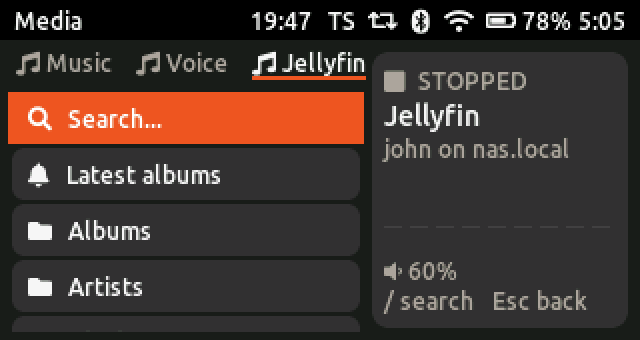 Media 19:47 TS 78% 5:05
Music Voice Jellyfin
Search...
Latest albums
Albums
Artists
STOPPED
Jellyfin
john on nas.local
60%
/ search Esc back